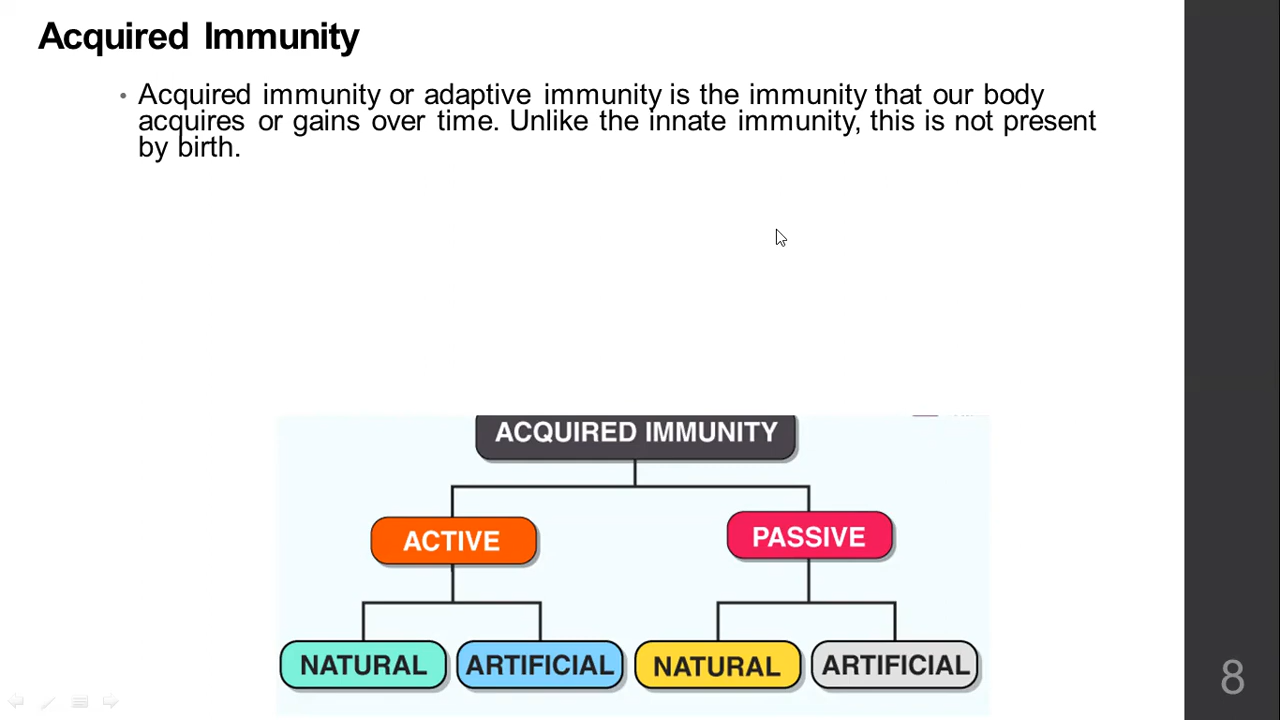 Acquired Immunity
• Acquired immunity or adaptive immunity is the immunity that our body
acquires or gains over time. Unlike the innate immunity, this is not present
by birth.
ACQUIRED IMMUNITY
ACTIVE
PASSIVE
NATURAL
ARTIFICIAL
NATURAL
ARTIFICIAL
8